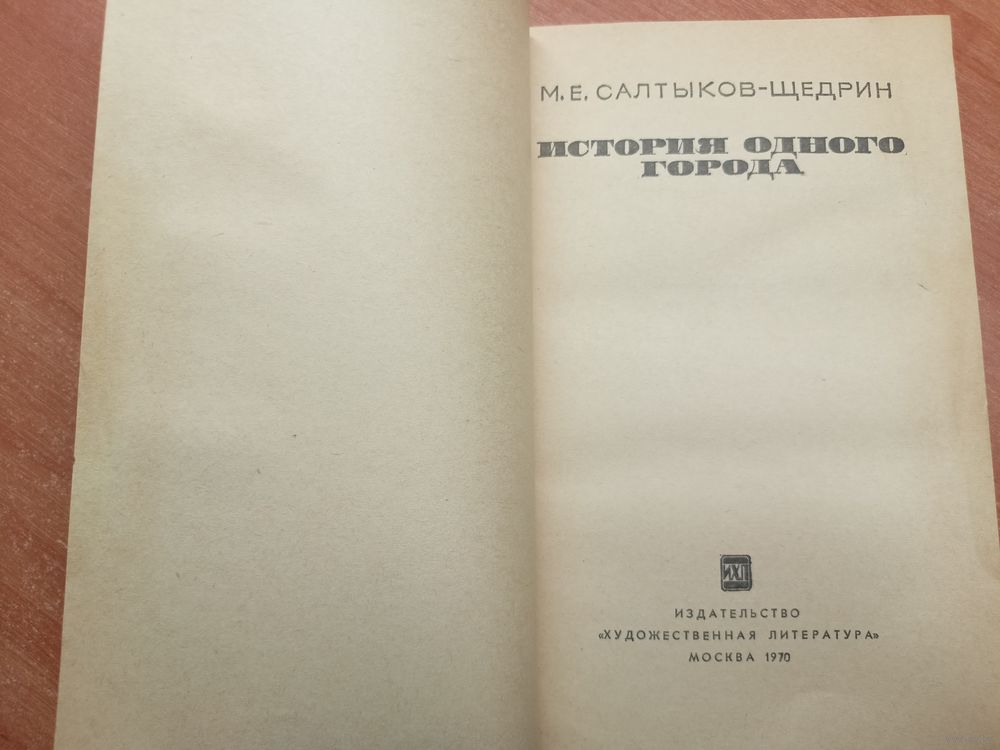 М. Е. САЛТЫКОВ-ЩЕДРИН
ИСТОРИЯ ОДНОГО
ГОРОДА
ИХЛ
ИЗДАТЕЛЬСТВО
«ХУДОЖЕСТВЕННАЯ ЛИТЕРАТУРА»
МОСКВА 1970